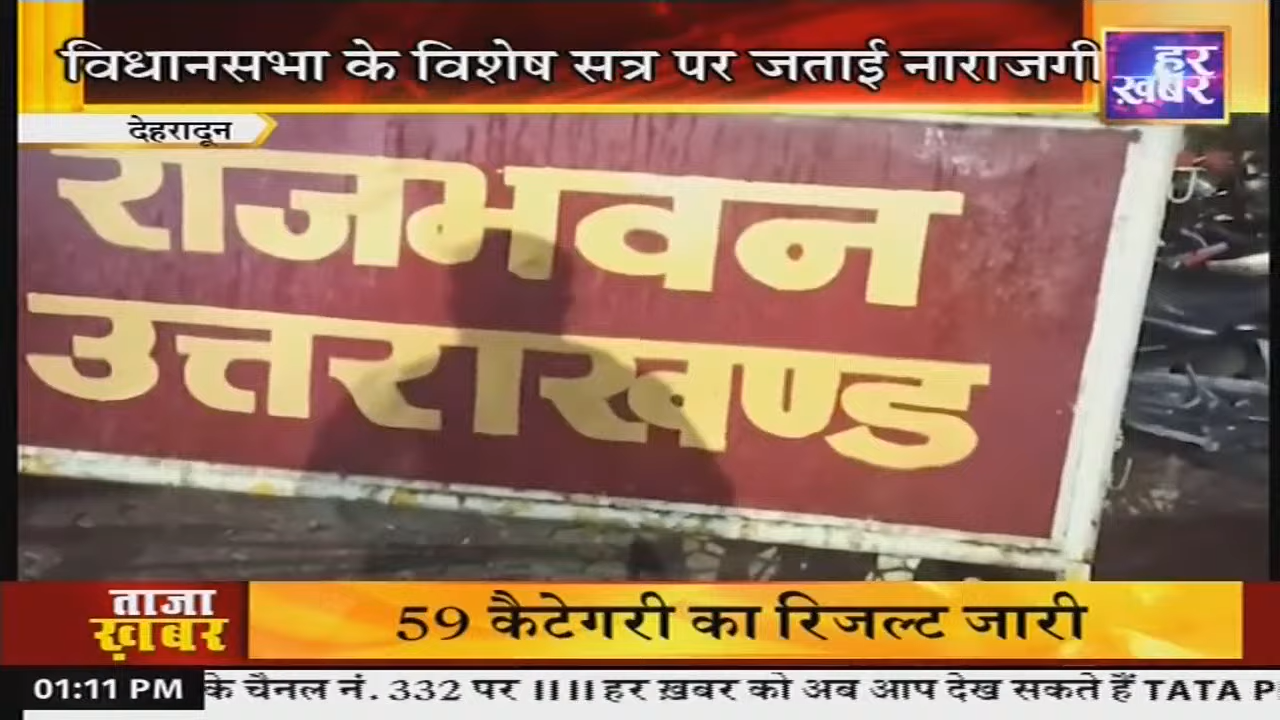 विधानसभा के विशेष सत्र पर जताई नाराजगी
हर
ख़बर
देहरादून
राजभवन
उत्तराखण्ड
ताजा
ख़बर
59 कैटेगरी का रिजल्ट जारी
01:11 PM
के चैनल नं. 332 पर ।।।। हर ख़बर को अब आप देख सकते हैं TATA P